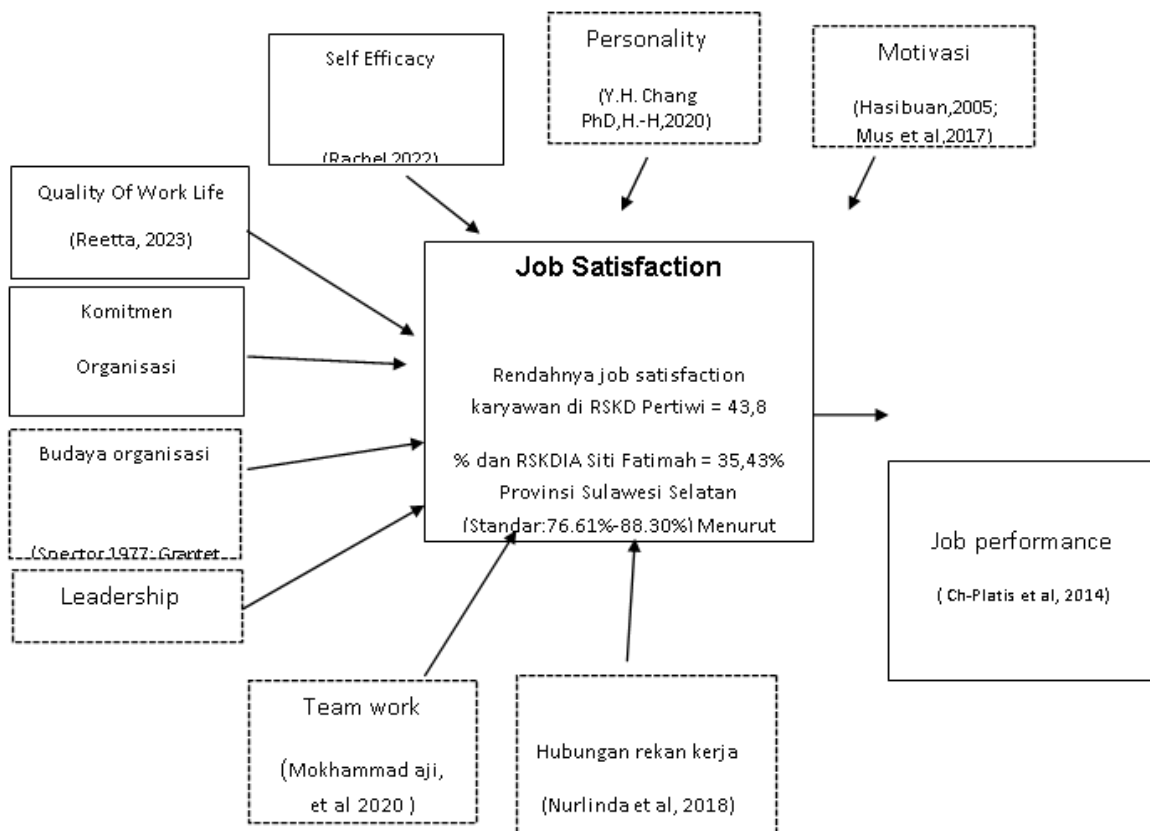 Self Efficacy
(Rachel 2022)
Personality
(Y.H. Chang
PhD,H.-H,2020)
Motivasi
(Hasibuan,2005;
Mus et al,2017)
Quality Of Work Life
(Reetta, 2023)
Komitmen
Organisasi
Budaya organisasi
(Spector 1977; Grantet
Leadership
Job Satisfaction
Rendahnya job satisfaction
karyawan di RSKD Pertiwi = 43,8
% dan RSKDIA Siti Fatimah = 35,43%
Provinsi Sulawesi Selatan
(Standar:76.61%-88.30%) Menurut
Job performance
( Ch-Platis et al, 2014)
Team work
(Mokhammad aji,
et al 2020 )
Hubungan rekan kerja
(Nurlinda et al, 2018)